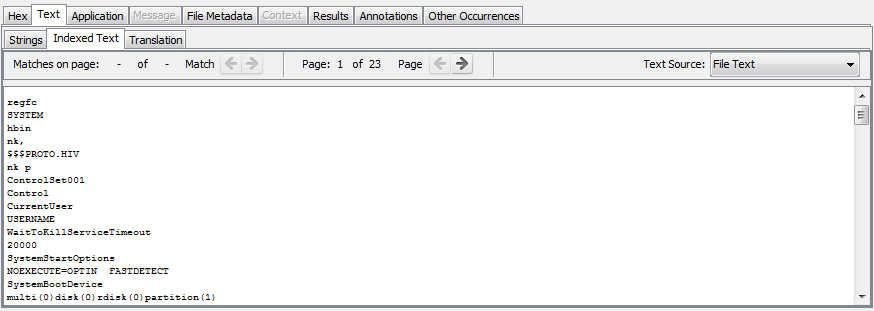 Hex Text Application Message File Metadata Context Results Annotations Other Occurrences
Strings Indexed Text Translation
Matches on page: - of - Match Page: 1 of 23 Page Text Source: File Text
regfc
SYSTEM
hbin
nk,
$$$PROTO.HIV
nk p
ControlSet001
Control
CurrentUser
USERNAME
WaitToKillServiceTimeout
20000
SystemStartOptions
NOEXECUTE=OPTIN  FASTDETECT
SystemBootDevice
multi(0)disk(0)rdisk(0)partition(1)